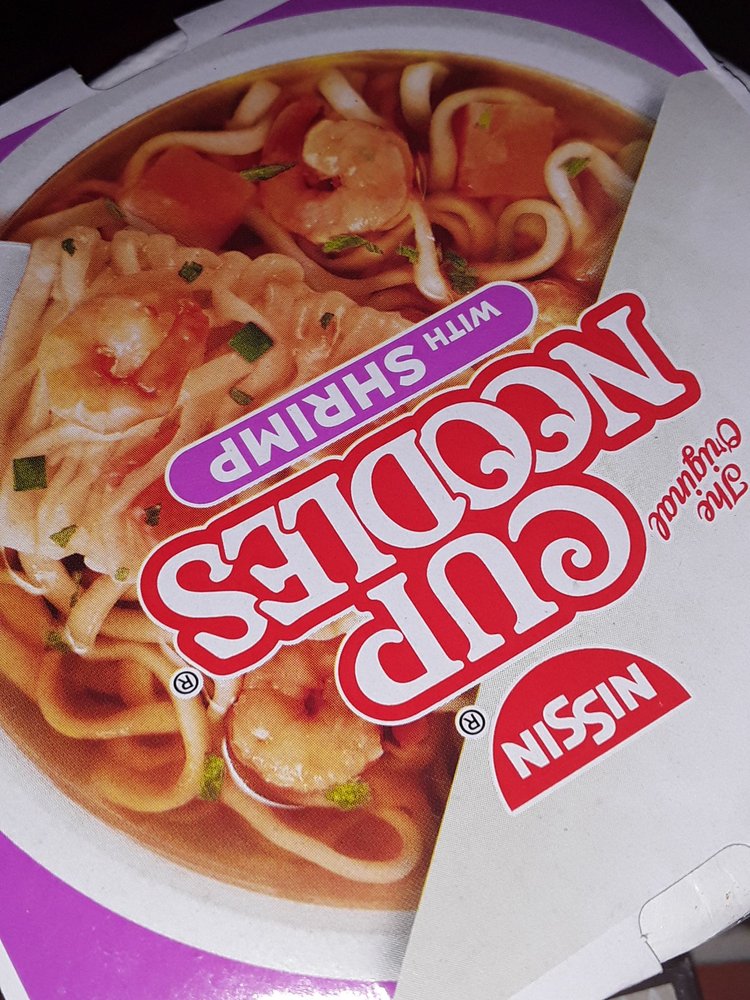 NISSIN
The
Original
CUP
NOODLES
®
®
WITH SHRIMP